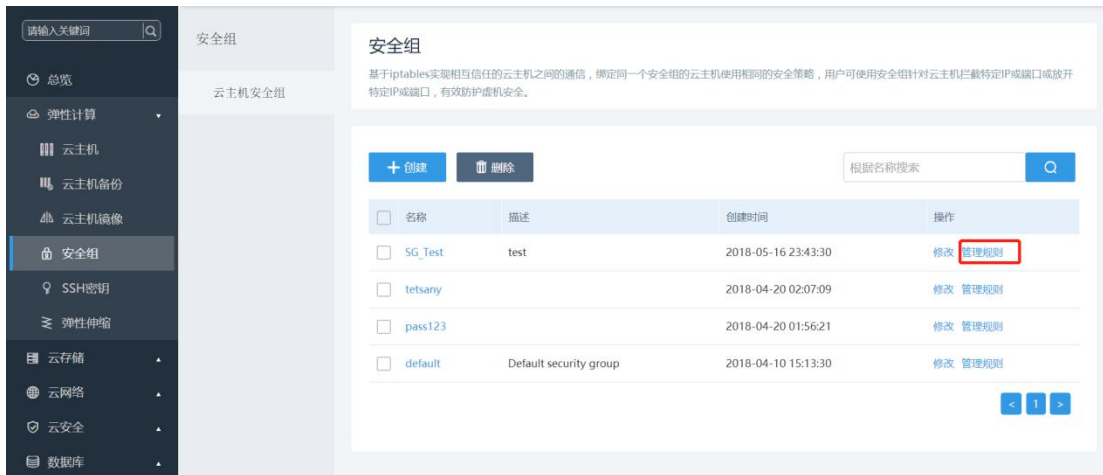 请输入关键词
总览
弹性计算
云主机
云主机备份
云主机镜像
安全组
SSH密钥
弹性伸缩
云存储
云网络
云安全
数据库
安全组
云主机安全组
安全组
基于iptables实现相互信任的云主机之间的通信，绑定同一个安全组的云主机使用相同的安全策略，用户可使用安全组针对云主机拦截特定IP或端口或放开
特定IP或端口，有效防护虚机安全。
创建 删除 根据名称搜索
名称 描述 创建时间 操作
SG_Test test 2018-05-16 23:43:30 修改 管理规则
tetsany 2018-04-20 02:07:09 修改 管理规则
pass123 2018-04-20 01:56:21 修改 管理规则
default Default security group 2018-04-10 15:13:30 修改 管理规则
< 1 >